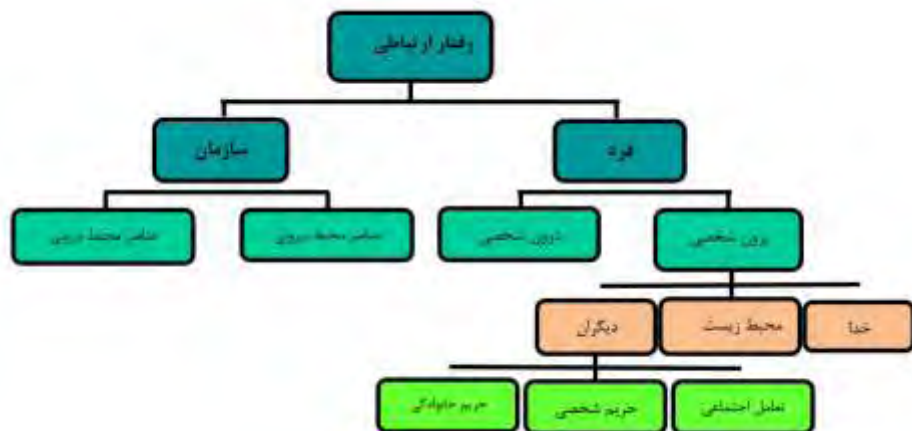 رفتار ارتباطی
فرد
سازمان
برون شخصی
درون شخصی
عناصر محیط بیرونی
عناصر محیط درونی
خدا
محیط زیست
دیگران
تعامل اجتماعی
حریم شخصی
حریم خانوادگی